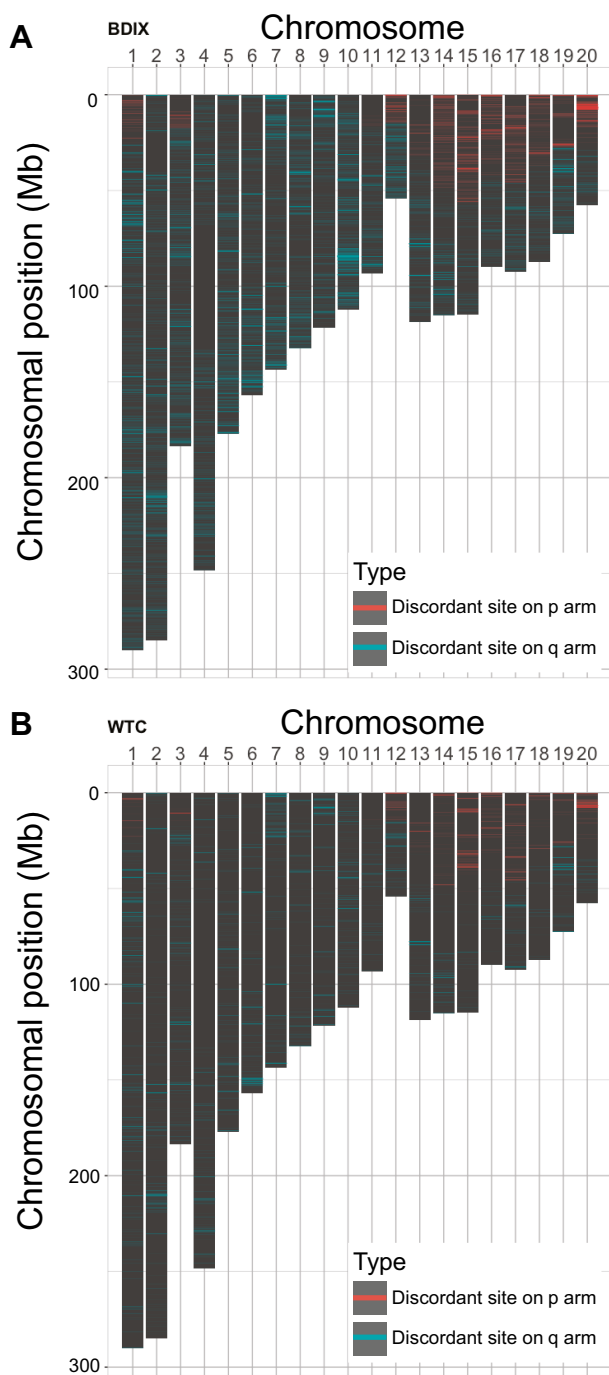 A
BDIX
Chromosome
1 2 3 4 5 6 7 8 9 10 11 12 13 14 15 16 17 18 19 20
Chromosomal position (Mb)
0
100
200
300
Type
Discordant site on p arm
Discordant site on q arm
B
WTC
Chromosome
1 2 3 4 5 6 7 8 9 10 11 12 13 14 15 16 17 18 19 20
Chromosomal position (Mb)
0
100
200
300
Type
Discordant site on p arm
Discordant site on q arm